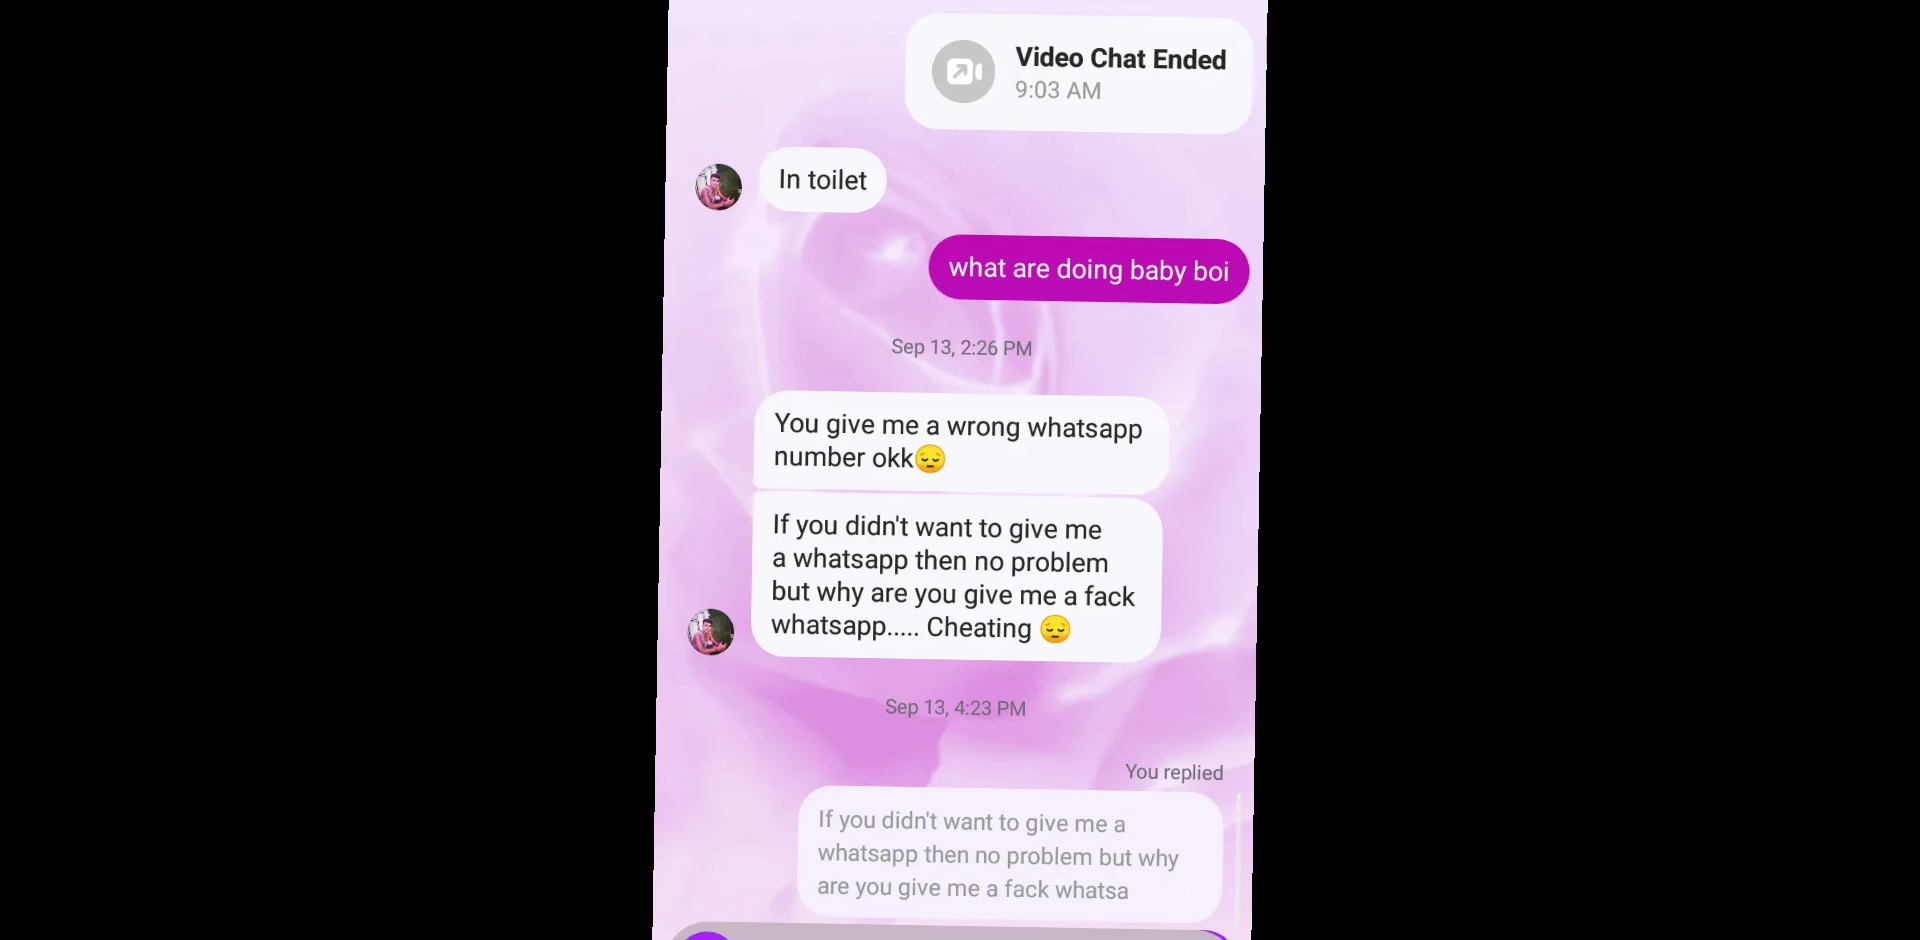 Video Chat Ended
9:03 AM
In toilet
what are doing baby boi
Sep 13, 2:26 PM
You give me a wrong whatsapp
number okk😔
If you didn't want to give me
a whatsapp then no problem
but why are you give me a fack
whatsapp..... Cheating 😔
Sep 13, 4:23 PM
You replied
If you didn't want to give me a
whatsapp then no problem but why
are you give me a fack whatsa